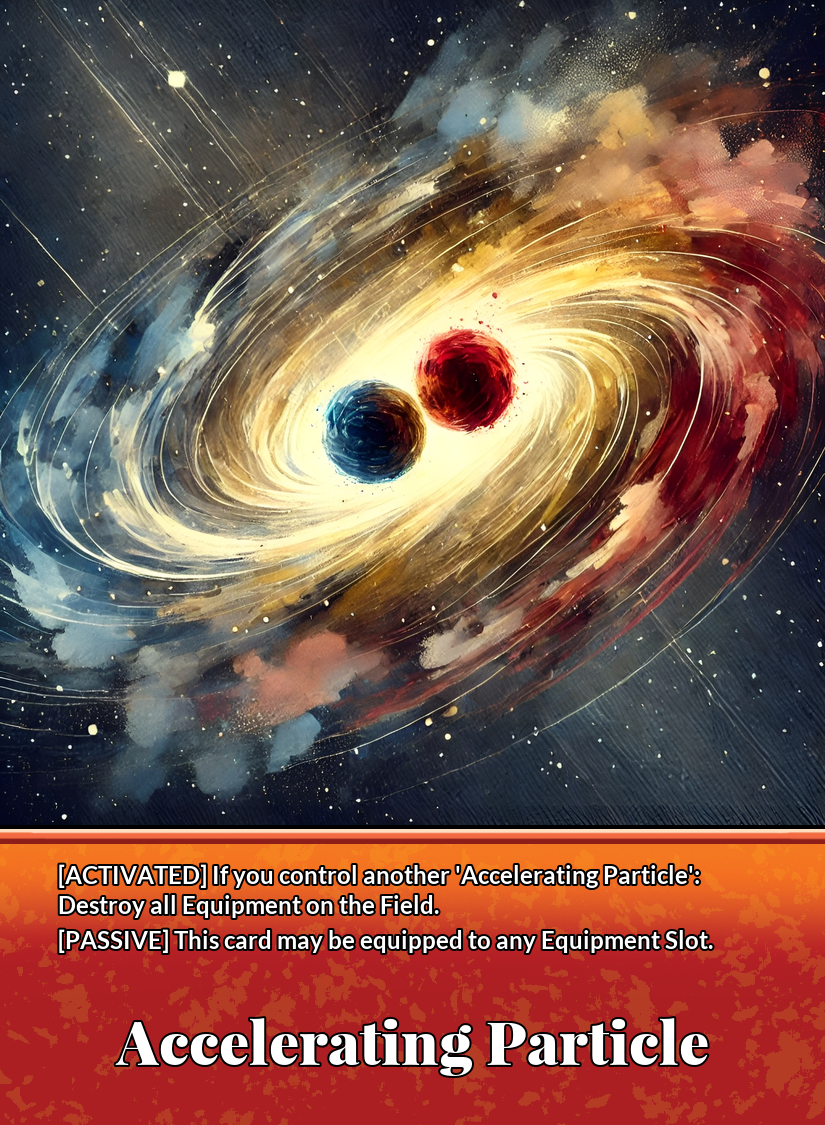 [ACTIVATED] If you control another 'Accelerating Particle':
Destroy all Equipment on the Field.
[PASSIVE] This card may be equipped to any Equipment Slot.
Accelerating Particle